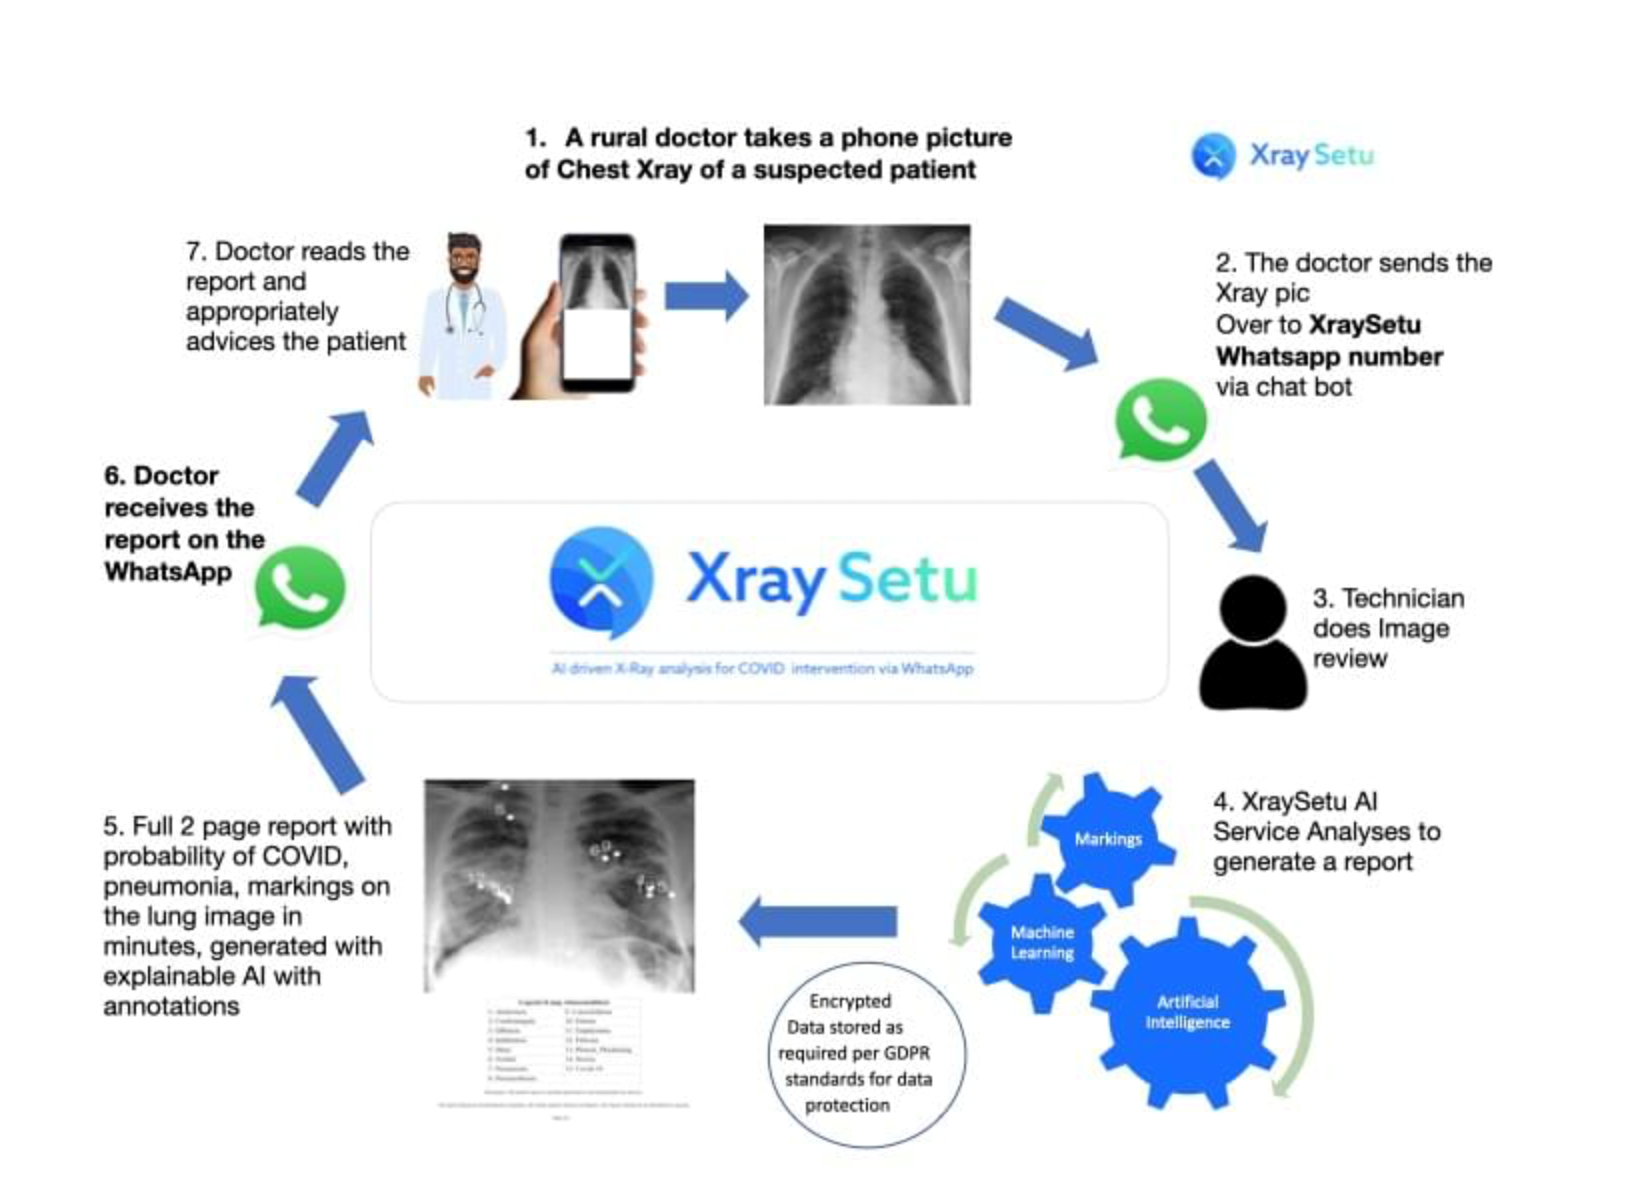 1. A rural doctor takes a phone picture
of Chest Xray of a suspected patient
XraySetu
7. Doctor reads the
report and
appropriately
advices the patient
2. The doctor sends the
Xray pic
Over to XraySetu
Whatsapp number
via chat bot
6. Doctor
receives the
report on the
WhatsApp
XraySetu
AI driven X-Ray analysis for COVID intervention via WhatsApp
3. Technician
does Image
review
4. XraySetu AI
Service Analyses to
generate a report
Markings
Machine
Learning
Artificial
Intelligence
5. Full 2 page report with
probability of COVID,
pneumonia, markings on
the lung image in
minutes, generated with
explainable AI with
annotations
Encrypted
Data stored as
required per GDPR
standards for data
protection